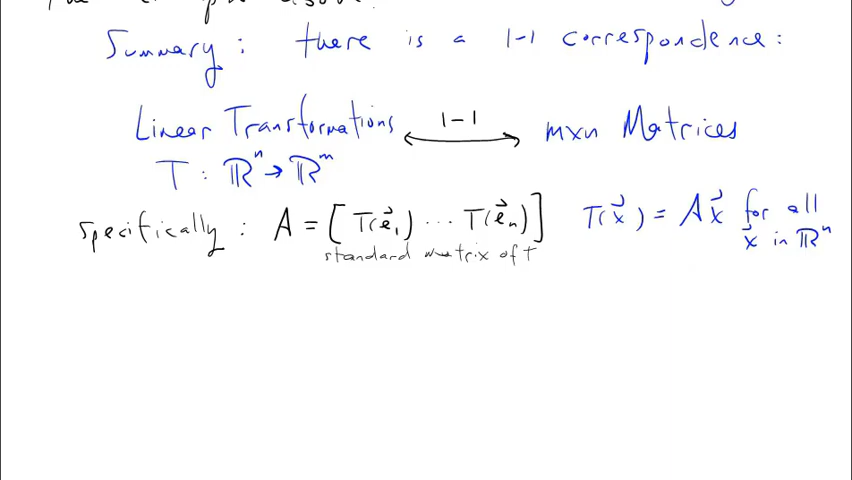 Summary: there is a 1-1 correspondence:
1-1
Linear Transformations ⟷ mxn Matrices
T : ℝⁿ → ℝᵐ
specifically: A = [T(e⃗₁) ··· T(e⃗ₙ)] T(x⃗) = Ax⃗ for all
standard matrix of T x⃗ in ℝⁿ